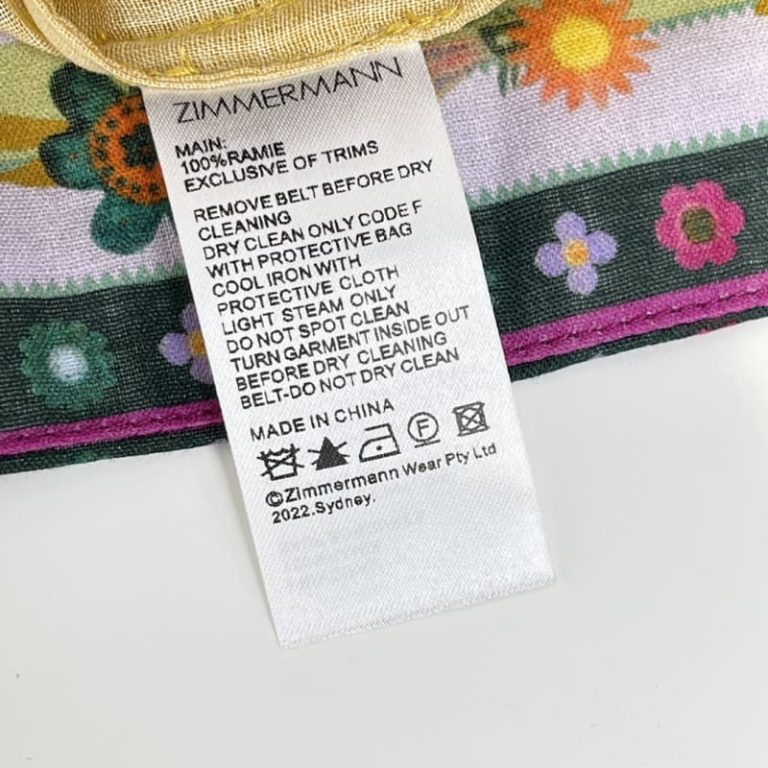 ZIMMERMANN
MAIN:
100%RAMIE
EXCLUSIVE OF TRIMS
REMOVE BELT BEFORE DRY
CLEANING
DRY CLEAN ONLY CODE F
WITH PROTECTIVE BAG
COOL IRON WITH
PROTECTIVE CLOTH
LIGHT STEAM ONLY
DO NOT SPOT CLEAN
TURN GARMENT INSIDE OUT
BEFORE DRY CLEANING
BELT-DO NOT DRY CLEAN
MADE IN CHINA
F
©Zimmermann Wear Pty Ltd
2022.Sydney.